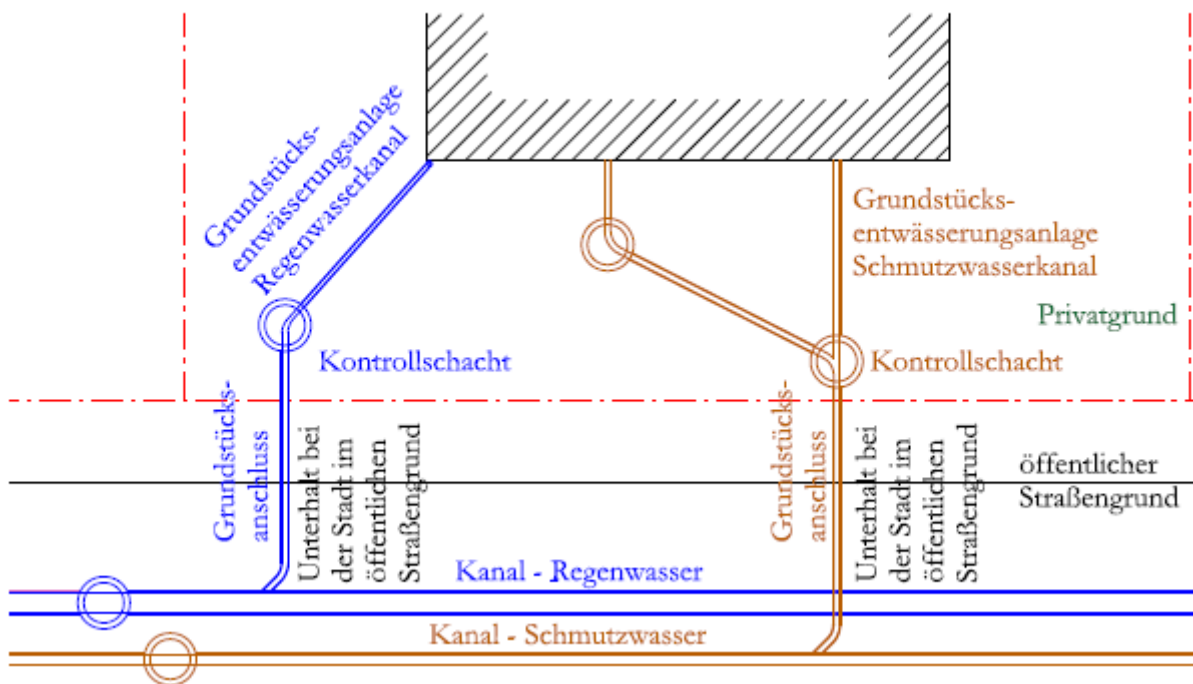 Grundstücks-
entwässerungsanlage
Regenwasserkanal
Grundstücks-
entwässerungsanlage
Schmutzwasserkanal
Privatgrund
Kontrollschacht
Kontrollschacht
Grundstücks-
anschluss
Unterhalt bei
der Stadt im
öffentlichen
Straßengrund
Grundstücks-
anschluss
Unterhalt bei
der Stadt im
öffentlichen
Straßengrund
öffentlicher
Straßengrund
Kanal - Regenwasser
Kanal - Schmutzwasser